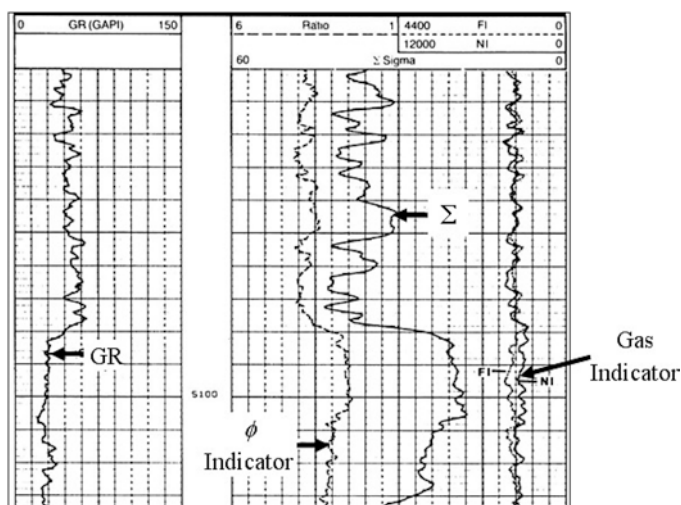 0 GR (GAPI) 150
6 Ratio 1 4400 FI 0
12000 NI 0
60 Σ Sigma 0
Σ
GR
Gas
Indicator
FI
NI
5100
ϕ
Indicator